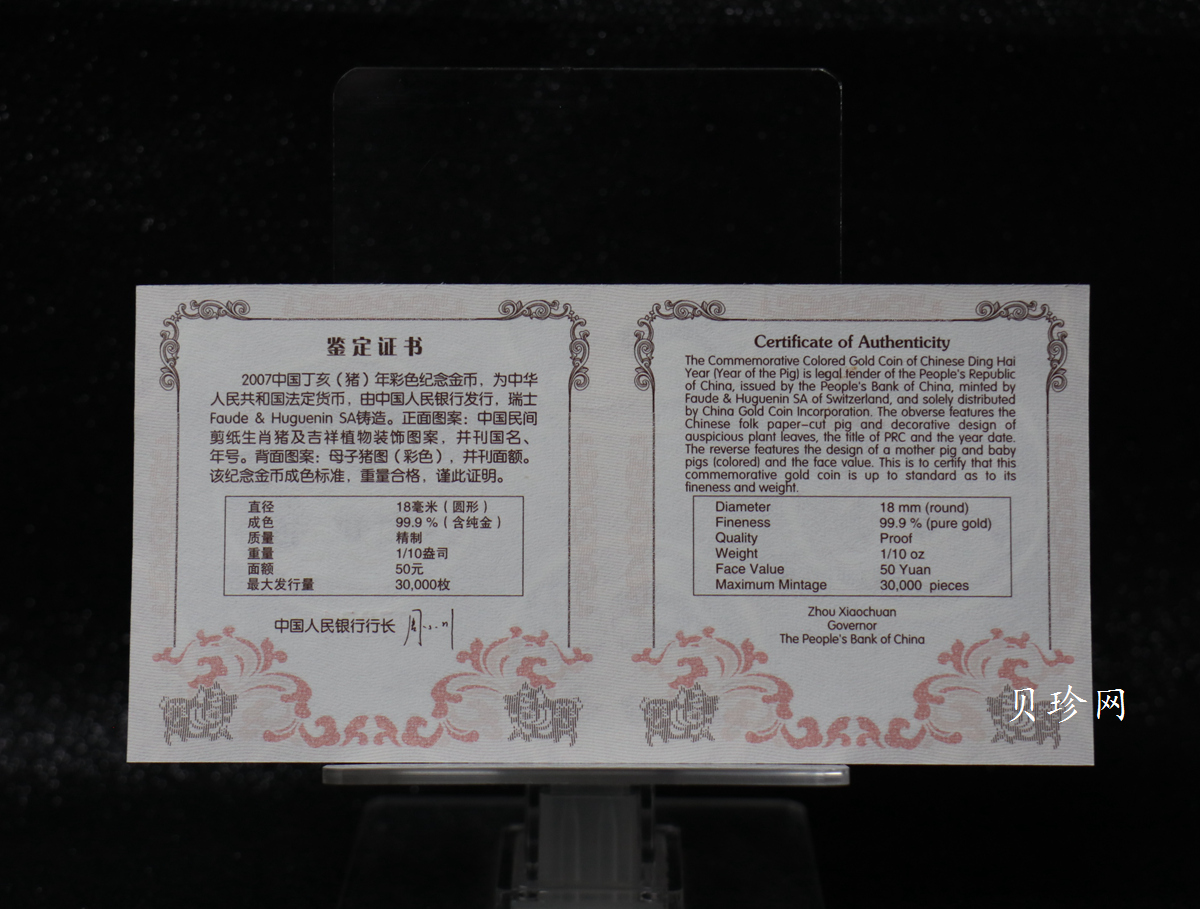 鉴定证书
2007中国丁亥（猪）年彩色纪念金币，为中华
人民共和国法定货币，由中国人民银行发行，瑞士
Faude & Huguenin SA铸造。正面图案：中国民间
剪纸生肖猪及吉祥植物装饰图案，并刊国名、
年号。背面图案：母子猪图（彩色），并刊面额。
该纪念金币成色标准，重量合格，谨此证明。
直径 18毫米（圆形）
成色 99.9 %（含纯金）
质量 精制
重量 1/10盎司
面额 50元
最大发行量 30,000枚
中国人民银行行长 周小川
Certificate of Authenticity
The Commemorative Colored Gold Coin of Chinese Ding Hai
Year (Year of the Pig) is legal tender of the People's Republic
of China, issued by the People's Bank of China, minted by
Faude & Huguenin SA of Switzerland, and solely distributed
by China Gold Coin Incorporation. The obverse features the
Chinese folk paper-cut pig and decorative design of
auspicious plant leaves, the title of PRC and the year date.
The reverse features the design of a mother pig and baby
pigs (colored) and the face value. This is to certify that this
commemorative gold coin is up to standard as to its
fineness and weight.
Diameter 18 mm (round)
Fineness 99.9 % (pure gold)
Quality Proof
Weight 1/10 oz
Face Value 50 Yuan
Maximum Mintage 30,000 pieces
Zhou Xiaochuan
Governor
The People's Bank of China
贝珍网